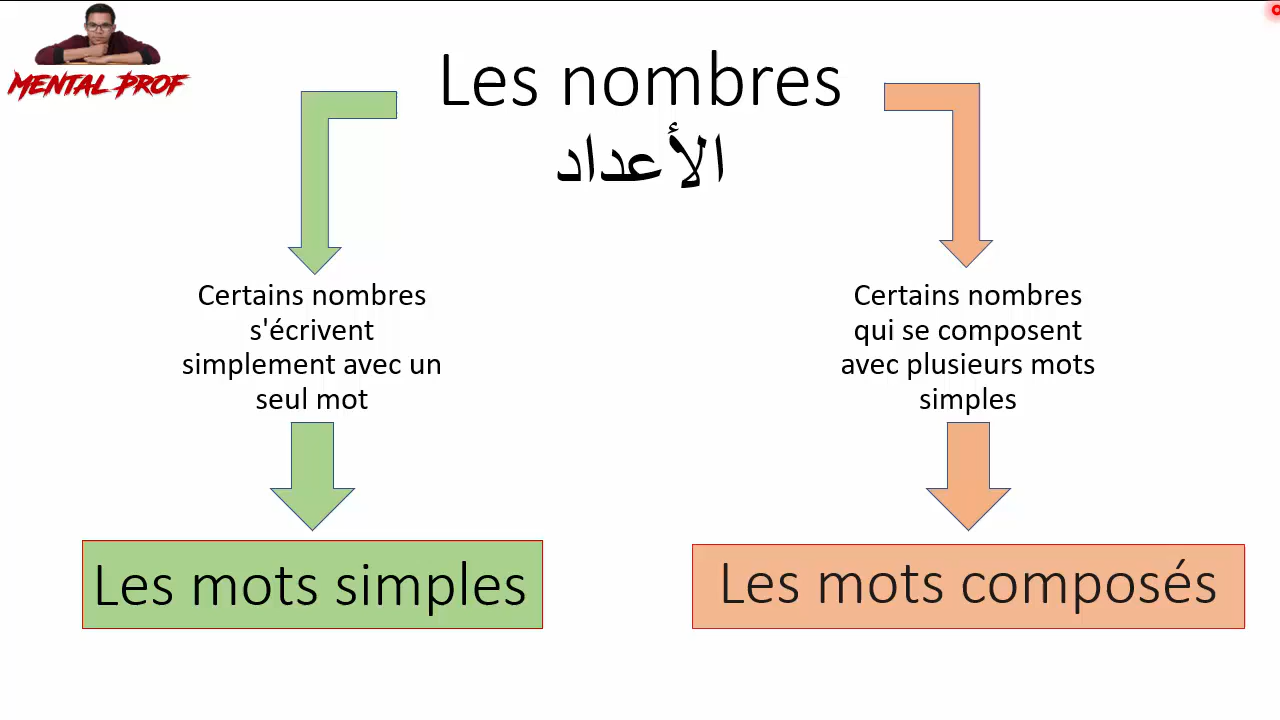 MENTAL PROF
Les nombres
الأعداد
Certains nombres
s'écrivent
simplement avec un
seul mot
Certains nombres
qui se composent
avec plusieurs mots
simples
Les mots simples
Les mots composés